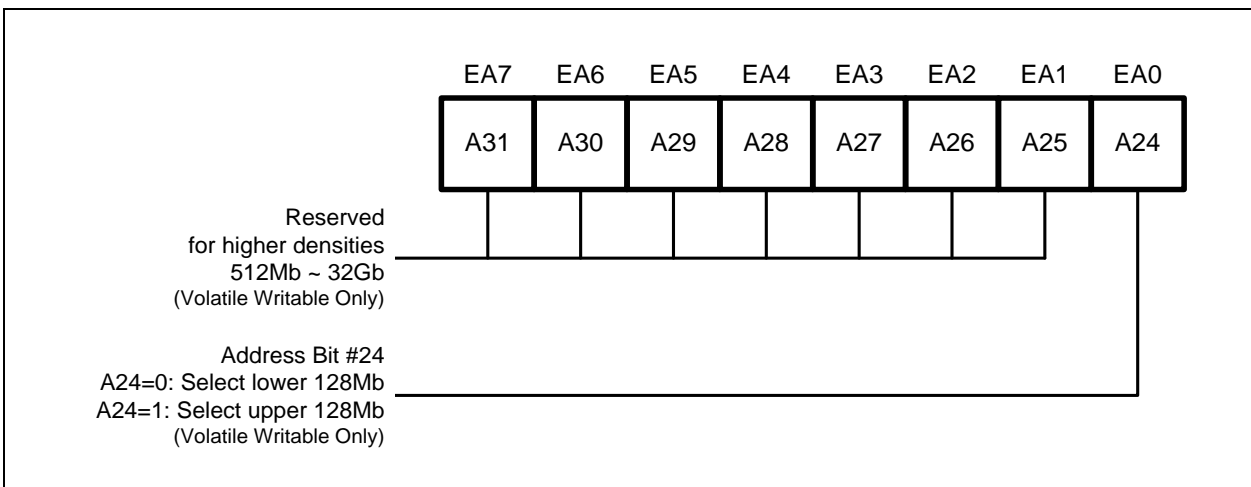 EA7 EA6 EA5 EA4 EA3 EA2 EA1 EA0
A31 A30 A29 A28 A27 A26 A25 A24
Reserved
for higher densities
512Mb ~ 32Gb
(Volatile Writable Only)
Address Bit #24
A24=0: Select lower 128Mb
A24=1: Select upper 128Mb
(Volatile Writable Only)